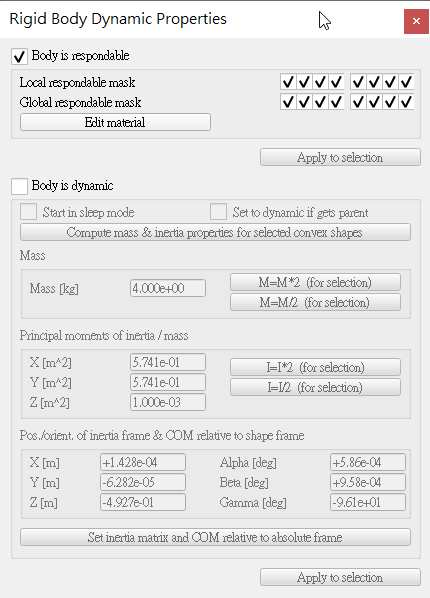 Rigid Body Dynamic Properties
Body is respondable
Local respondable mask
Global respondable mask
Edit material
Apply to selection
Body is dynamic
Start in sleep mode Set to dynamic if gets parent
Compute mass & inertia properties for selected convex shapes
Mass
Mass [kg] 4.000e+00 M=M*2 (for selection)
M=M/2 (for selection)
Principal moments of inertia / mass
X [m^2] 5.741e-01 I=I*2 (for selection)
Y [m^2] 5.741e-01 I=I/2 (for selection)
Z [m^2] 1.000e-03
Pos./orient. of inertia frame & COM relative to shape frame
X [m] +1.428e-04 Alpha [deg] +5.86e-04
Y [m] -6.282e-05 Beta [deg] +9.58e-04
Z [m] -4.927e-01 Gamma [deg] -9.61e+01
Set inertia matrix and COM relative to absolute frame
Apply to selection